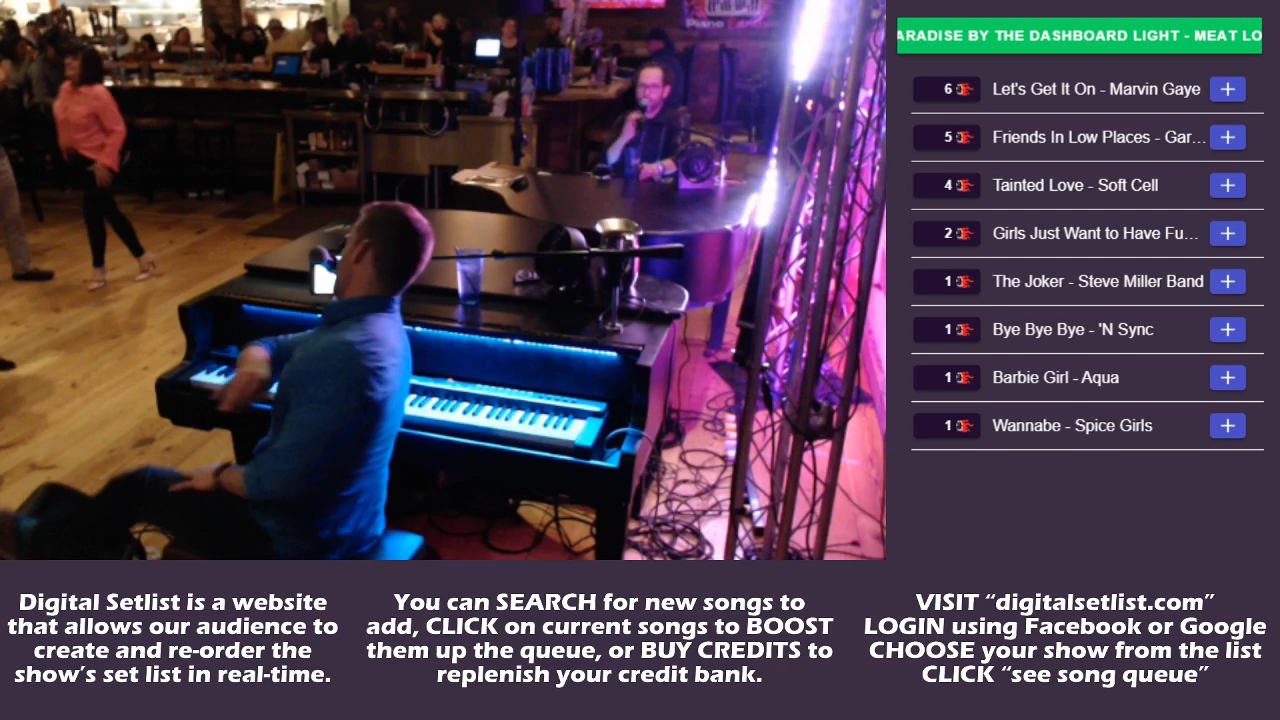 Piano
ARADISE BY THE DASHBOARD LIGHT - MEAT LO
6 Let's Get It On - Marvin Gaye +
5 Friends In Low Places - Gar... +
4 Tainted Love - Soft Cell +
2 Girls Just Want to Have Fu... +
1 The Joker - Steve Miller Band +
1 Bye Bye Bye - 'N Sync +
1 Barbie Girl - Aqua +
1 Wannabe - Spice Girls +
Digital Setlist is a website
that allows our audience to
create and re-order the
show's set list in real-time.
You can SEARCH for new songs to
add, CLICK on current songs to BOOST
them up the queue, or BUY CREDITS to
replenish your credit bank.
VISIT “digitalsetlist.com”
LOGIN using Facebook or Google
CHOOSE your show from the list
CLICK “see song queue”